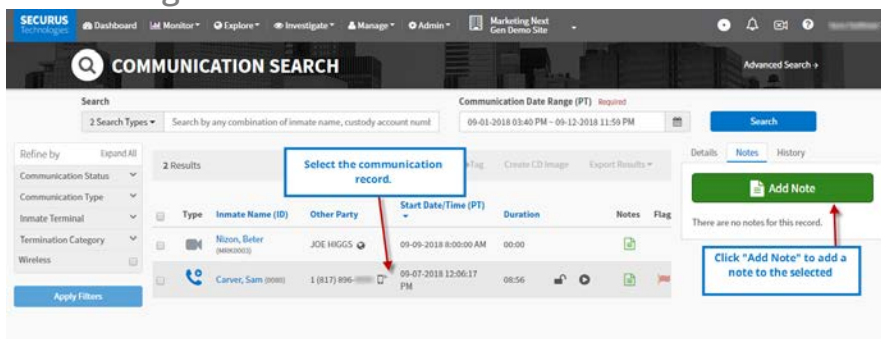 SECURUS Technologies Dashboard Monitor Explore Investigate Manage Admin Marketing Next Gen Demo Site
COMMUNICATION SEARCH
Advanced Search
Search
Communication Date Range (PT) Required
2 Search Types Search by any combination of inmate name, custody account numb 09-01-2018 03:40 PM - 09-12-2018 11:59 PM Search
Refine by Expand All
Communication Status
Communication Type
Inmate Terminal
Termination Category
Wireless
Apply Filters
2 Results
Tag Create CD Image Export Results
Select the communication
record.
Type Inmate Name (ID) Other Party Start Date/Time (PT) Duration Notes Flag
Nizon, Beter JOE HIGGS 09-09-2018 8:00:00 AM 00:00
Carver, Sam 1 (817) 896- 09-07-2018 12:06:17 PM 08:56
Details Notes History
Add Note
There are no notes for this record.
Click "Add Note" to add a
note to the selected